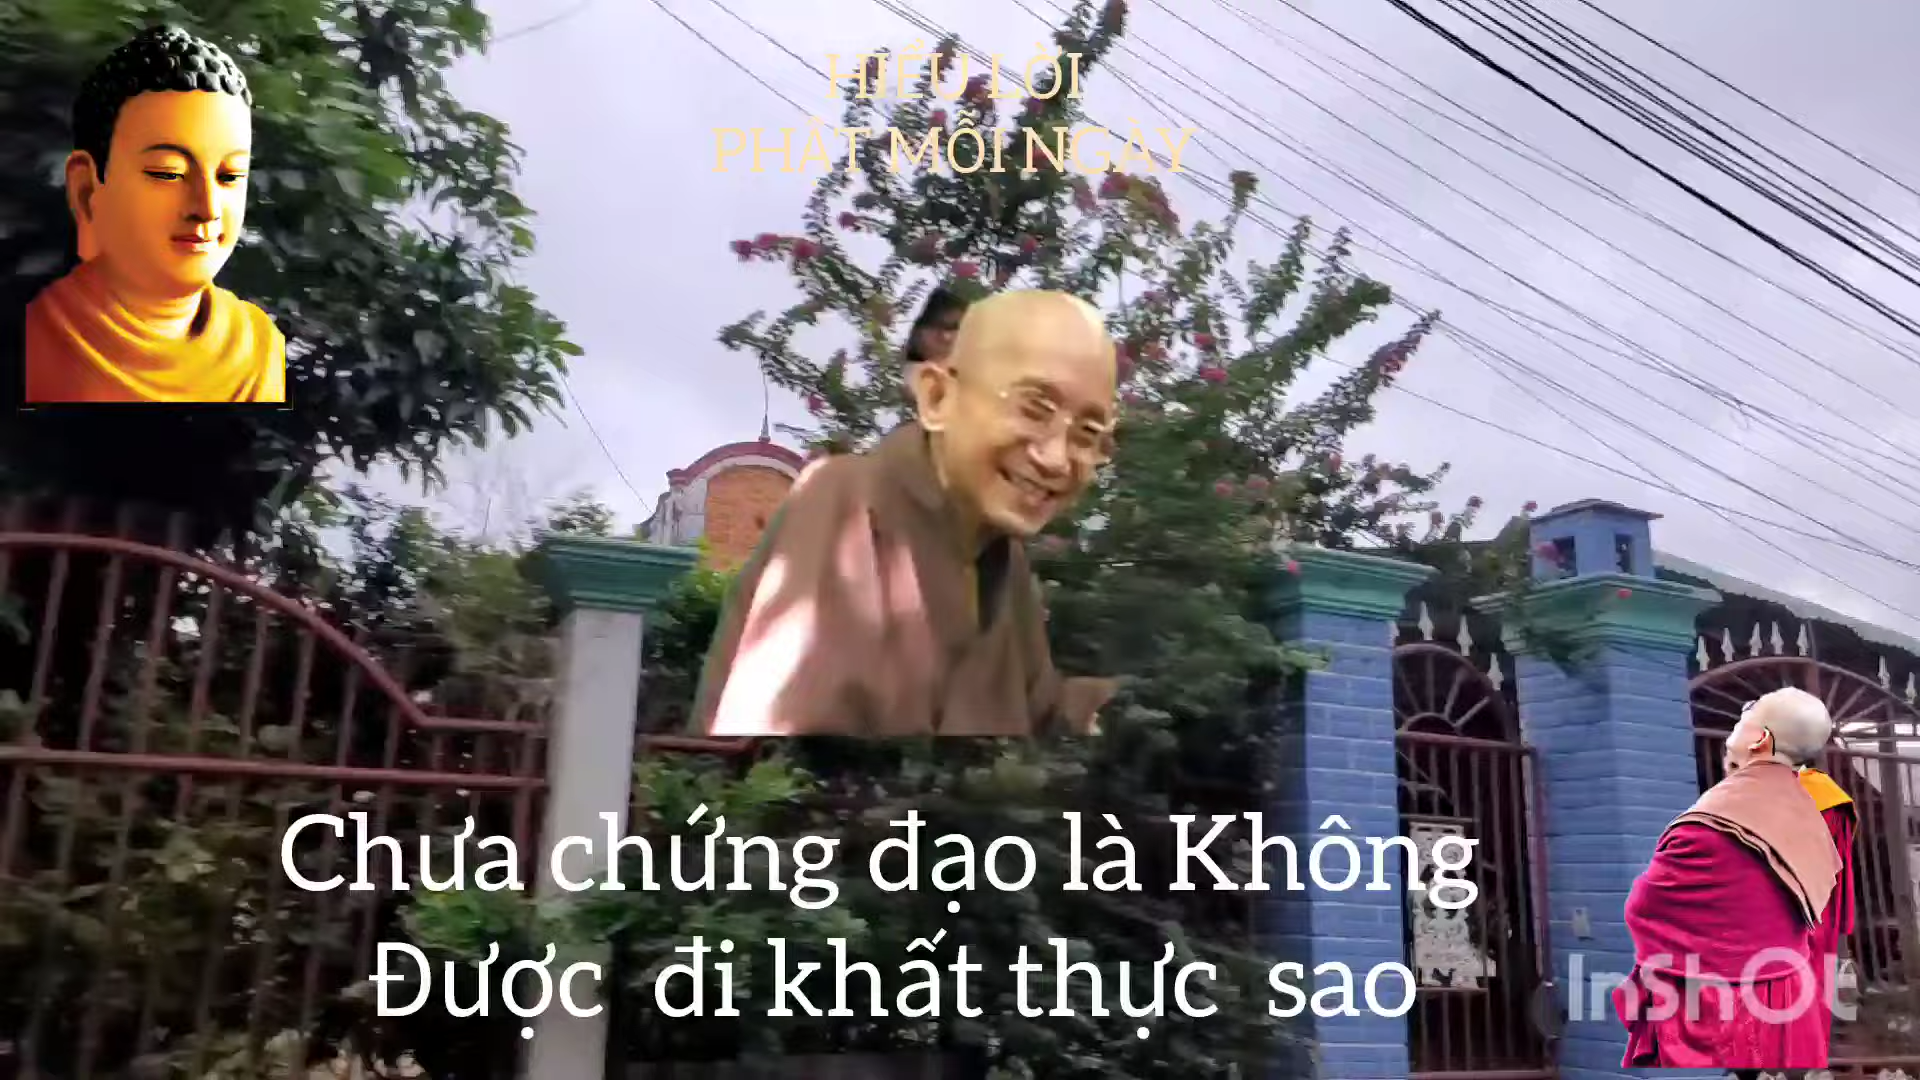 HIỂU LỜI
PHẬT MỖI NGÀY
Chưa chứng đạo là Không
Được đi khất thực sao
InShOt